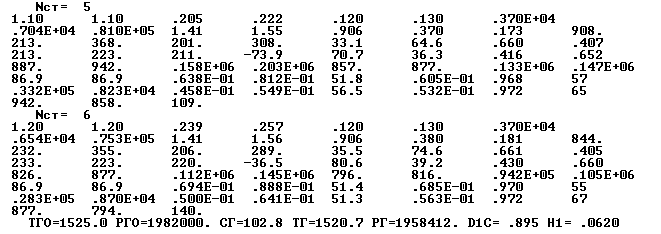 Nст= 5
1.10 1.10 .205 .222 .120 .130 .370E+04
.704E+04 .810E+05 1.41 1.55 .906 .370 .173 908.
213. 368. 201. 308. 33.1 64.6 .660 .407
213. 223. 211. -73.9 70.7 36.3 .416 .652
887. 942. .158E+06 .203E+06 857. 877. .133E+06 .147E+06
86.9 86.9 .638E-01 .812E-01 51.8 .605E-01 .968 57
.332E+05 .823E+04 .458E-01 .549E-01 56.5 .532E-01 .972 65
942. 858. 109.
Nст= 6
1.20 1.20 .239 .257 .120 .130 .370E+04
.654E+04 .753E+05 1.41 1.56 .906 .380 .181 844.
232. 355. 206. 289. 35.5 74.6 .661 .405
233. 223. 220. -36.5 80.6 39.2 .430 .660
826. 877. .112E+06 .145E+06 796. 816. .942E+05 .105E+06
86.9 86.9 .694E-01 .888E-01 51.4 .685E-01 .970 55
.283E+05 .870E+04 .500E-01 .641E-01 51.3 .563E-01 .972 67
877. 794. 140.
TГO=1525.0 PГO=1982000. CГ=102.8 TГ=1520.7 PГ=1958412. D1C= .895 H1= .0620